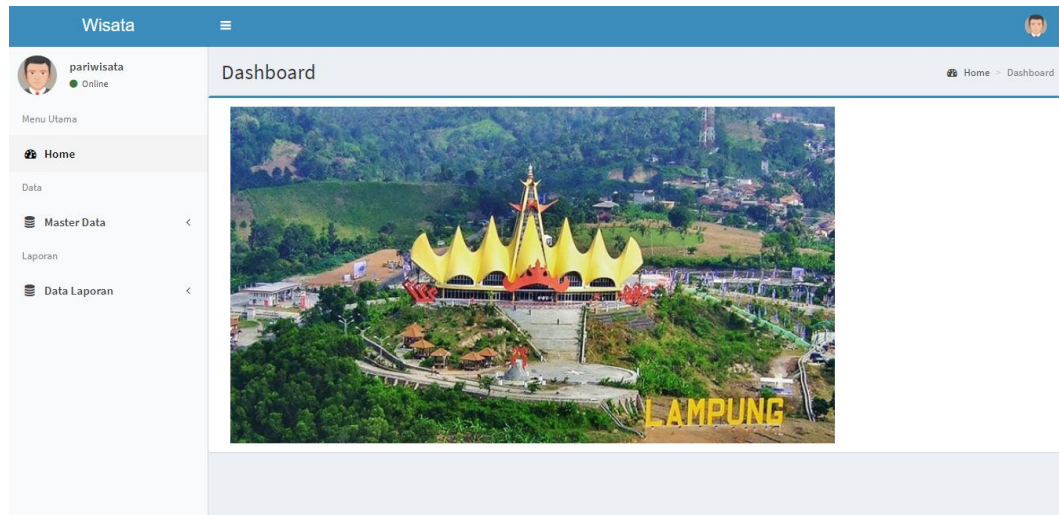 Wisata
pariwisata
Online
Menu Utama
Home
Data
Master Data
Laporan
Data Laporan
Dashboard
Home > Dashboard
LAMPUNG